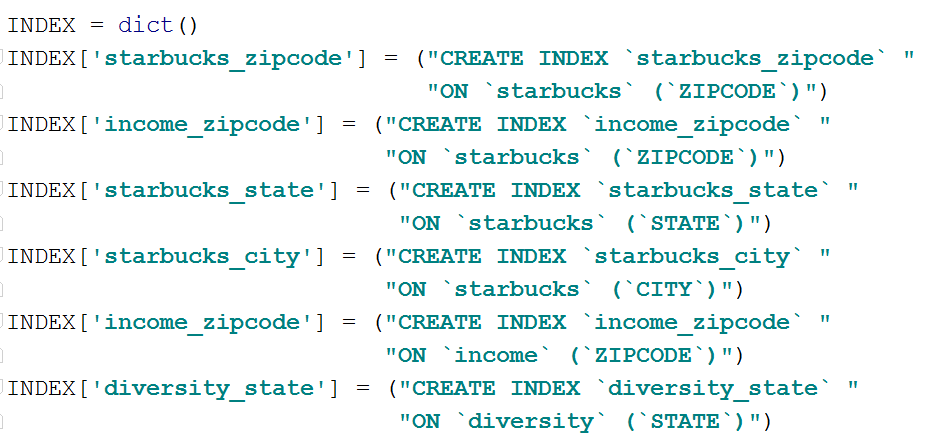 INDEX = dict()
INDEX['starbucks_zipcode'] = ("CREATE INDEX `starbucks_zipcode` "
"ON `starbucks` (`ZIPCODE`)")
INDEX['income_zipcode'] = ("CREATE INDEX `income_zipcode` "
"ON `starbucks` (`ZIPCODE`)")
INDEX['starbucks_state'] = ("CREATE INDEX `starbucks_state` "
"ON `starbucks` (`STATE`)")
INDEX['starbucks_city'] = ("CREATE INDEX `starbucks_city` "
"ON `starbucks` (`CITY`)")
INDEX['income_zipcode'] = ("CREATE INDEX `income_zipcode` "
"ON `income` (`ZIPCODE`)")
INDEX['diversity_state'] = ("CREATE INDEX `diversity_state` "
"ON `diversity` (`STATE`)")